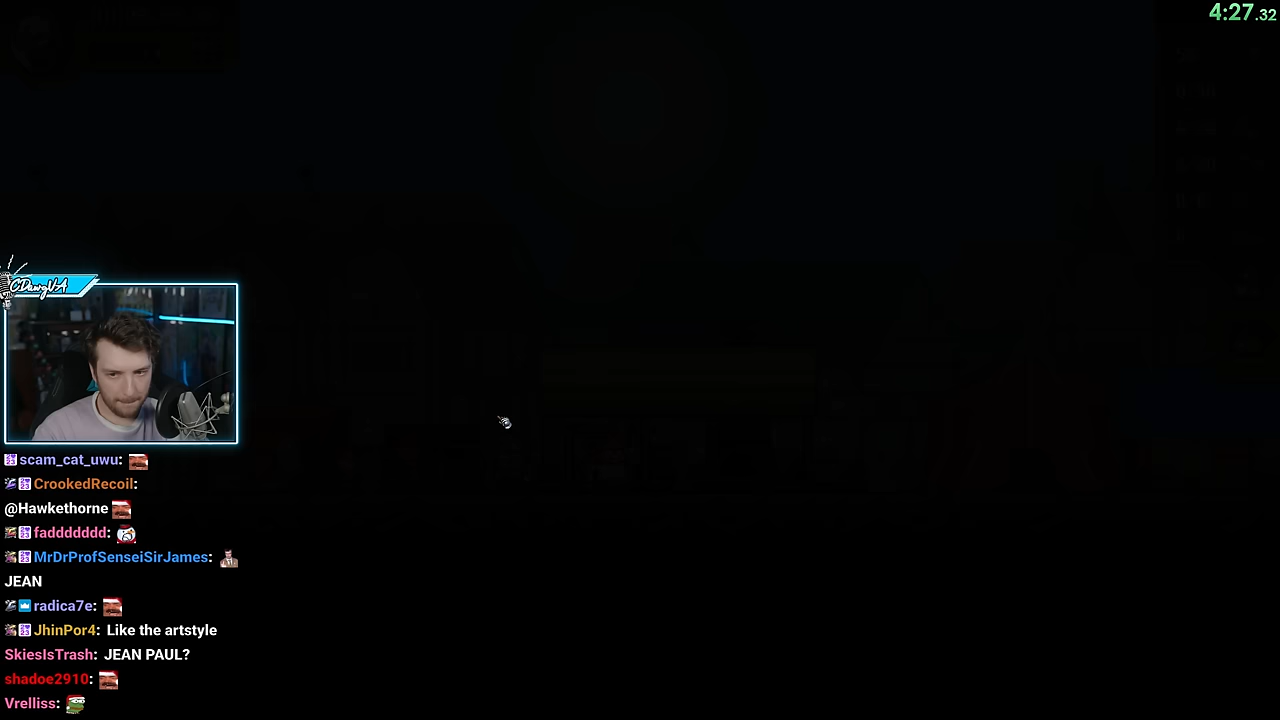 4:27.32
CDawgVA
scam_cat_uwu:
CrookedRecoil:
@Hawkethorne
faddddddd:
MrDrProfSenseiSirJames:
JEAN
radica7e:
JhinPor4: Like the artstyle
SkiesIsTrash: JEAN PAUL?
shadoe2910:
Vrelliss: